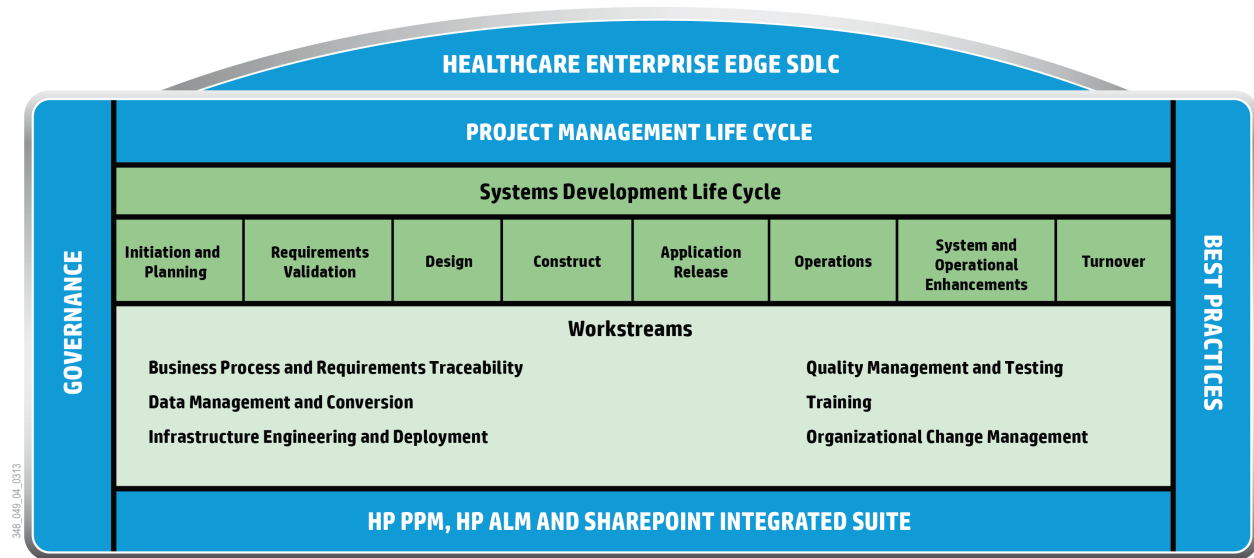 HEALTHCARE ENTERPRISE EDGE SDLC
PROJECT MANAGEMENT LIFE CYCLE
Systems Development Life Cycle
Initiation and
Planning
Requirements
Validation
Design
Construct
Application
Release
Operations
System and
Operational
Enhancements
Turnover
GOVERNANCE
BEST PRACTICES
Workstreams
Business Process and Requirements Traceability
Data Management and Conversion
Infrastructure Engineering and Deployment
Quality Management and Testing
Training
Organizational Change Management
HP PPM, HP ALM AND SHAREPOINT INTEGRATED SUITE
348_049_04_0313